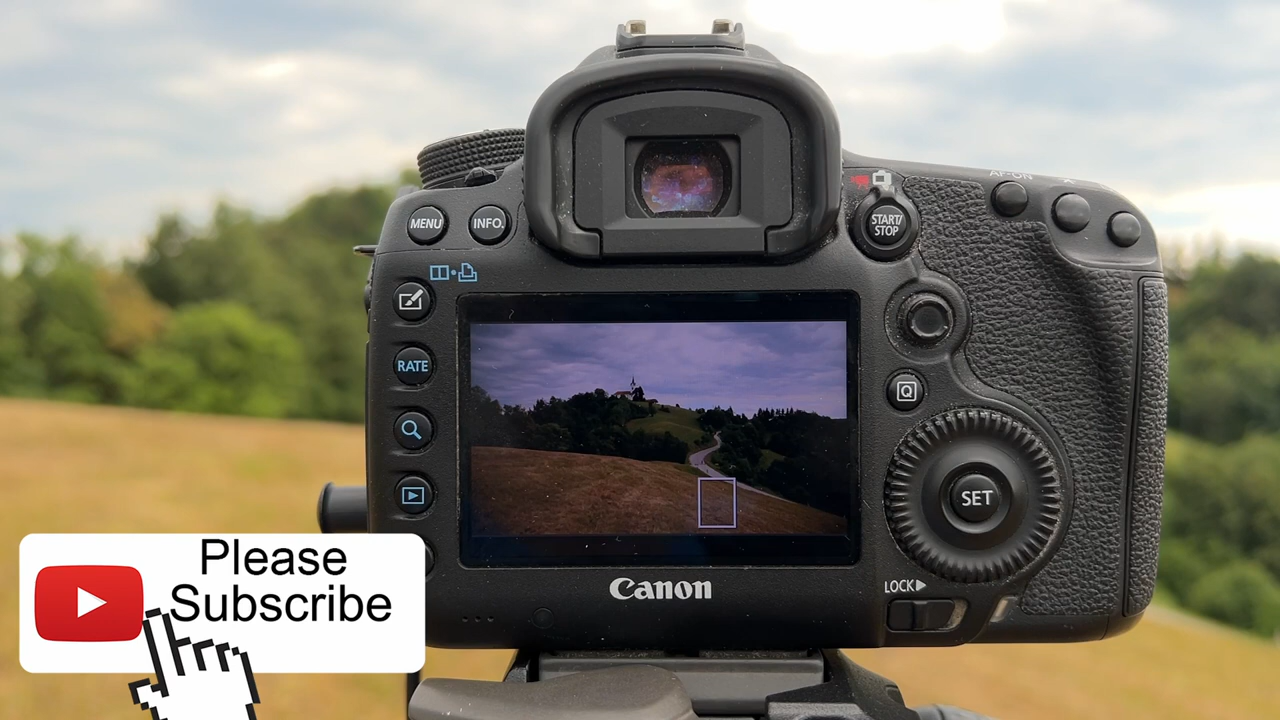 AF-ON
MENU
INFO.
START/
STOP
RATE
Q
SET
Canon
LOCK
Please
Subscribe